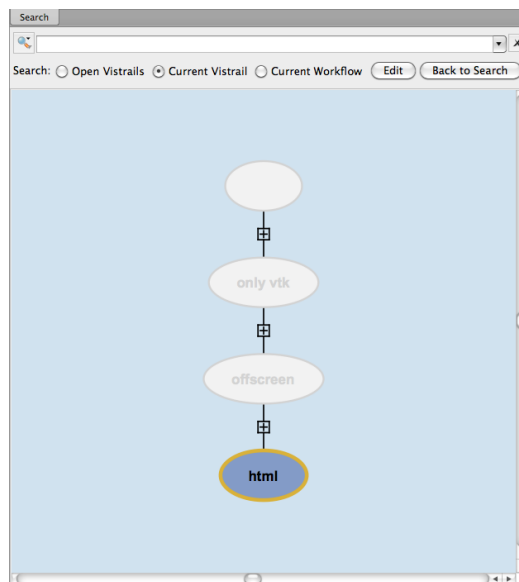 Search
Search: Open Vistrails Current Vistrail Current Workflow Edit Back to Search
only vtk
offscreen
html